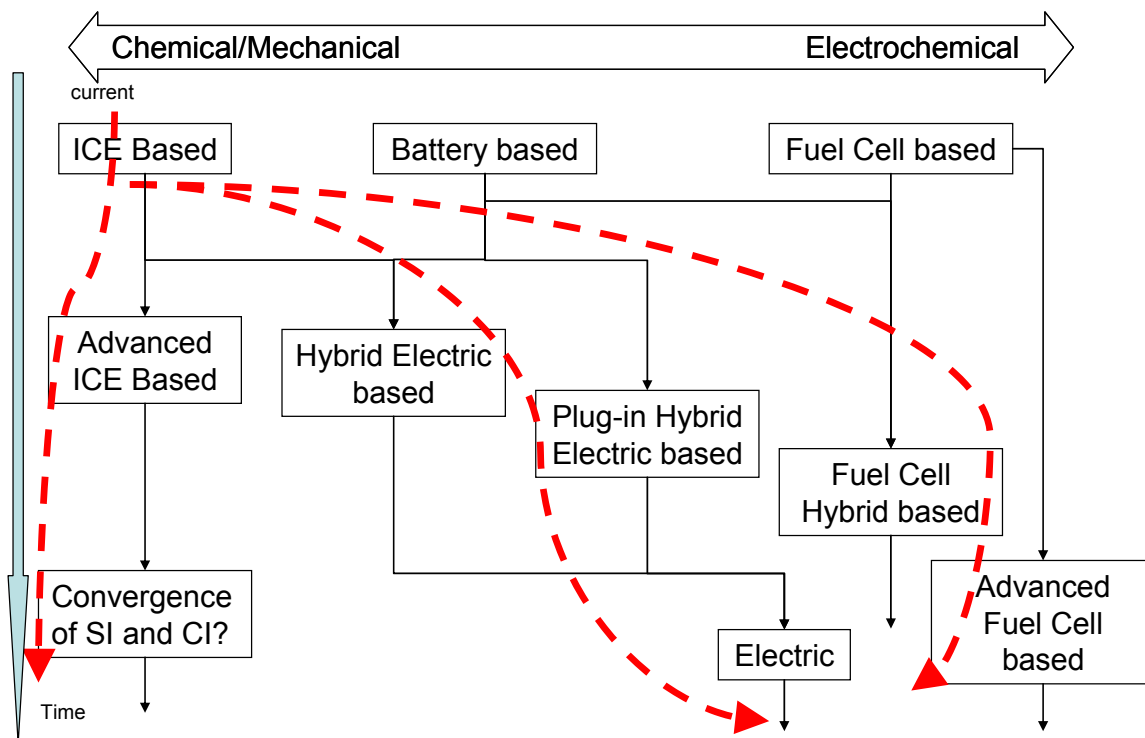 Chemical/Mechanical
Electrochemical
current
ICE Based
Battery based
Fuel Cell based
Advanced
ICE Based
Hybrid Electric
based
Plug-in Hybrid
Electric based
Fuel Cell
Hybrid based
Convergence
of SI and CI?
Advanced
Fuel Cell
based
Electric
Time